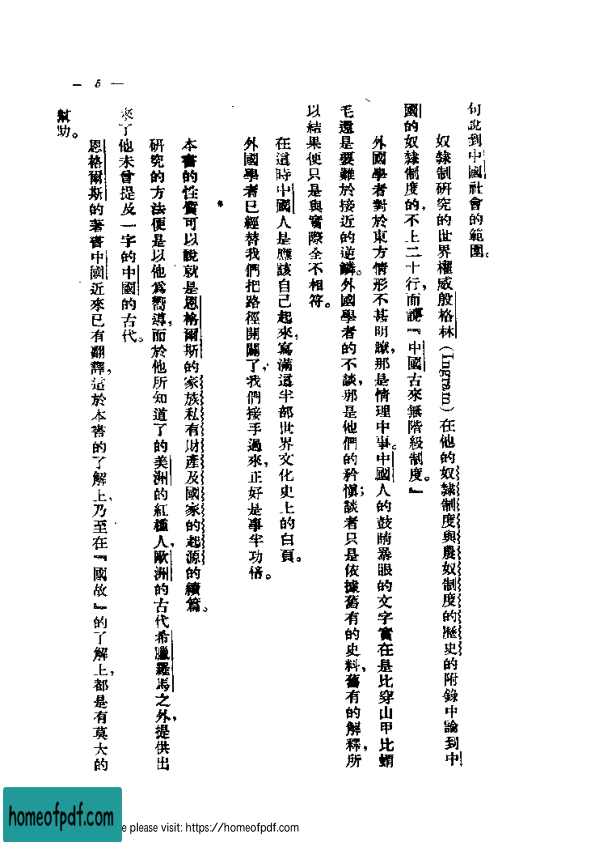 句說到中國社會的範圍。
奴隸制研究的世界權威殷格林(Ingram)在他的奴隸制度與農奴制度的歷史的附錄中論到中
國的奴隸制度的,不上二十行,而謂『中國古來無階級制度。』
外國學者對於東方情形不甚明瞭,那是情理中事。中國人的鼓睛暴眼的文字實在是比穿山甲比蝟
毛還是要難於接近的逆鱗。外國學者的不談,那是他們的矜慎;談者只是依據舊有的史料,舊有的解釋,所
以結果便只是與實際全不相符。
在這時中國人是應該自己起來,寫滿這半部世界文化史上的白頁。
外國學者已經替我們把路徑開闢了,我們接手過來,正好是事半功倍。
本書的性質可以說就是恩格爾斯的家族私有財產及國家的起源的續篇。
研究的方法便是以他為嚮導,而於他所知道了的美洲的紅種人,歐洲的古代希臘羅馬之外,提供出
來了他未曾提及一字的中國的古代。
恩格爾斯的著書中國近來已有翻譯,這於本書的了解上,乃至在『國故』的了解上,都是有莫大的
幫助。
— 5 —
homeofpdf.com
e please visit: https://homeofpdf.com